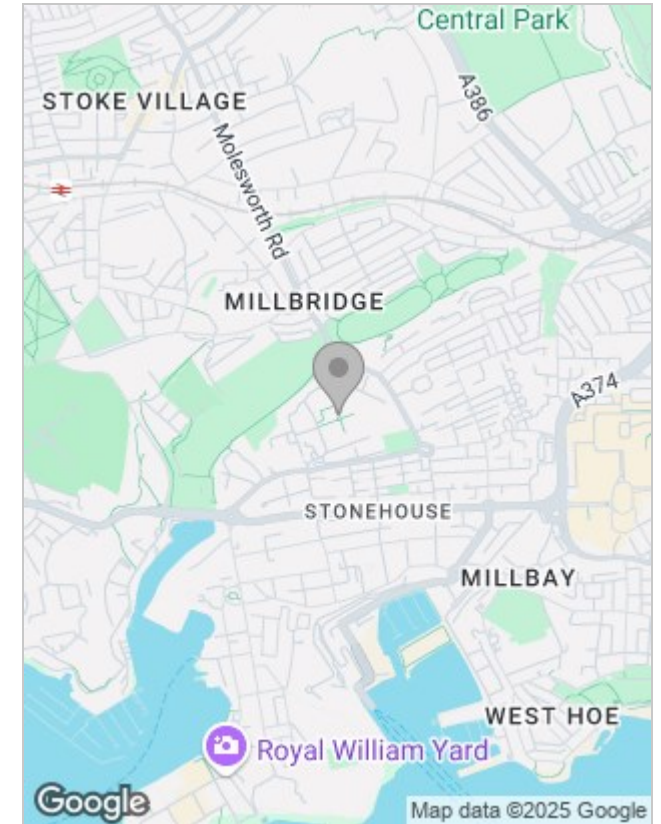 Central Park
STOKE VILLAGE
A386
Molesworth Rd
MILLBRIDGE
A374
STONEHOUSE
MILLBAY
WEST HOE
Royal William Yard
Google
Map data ©2025 Google